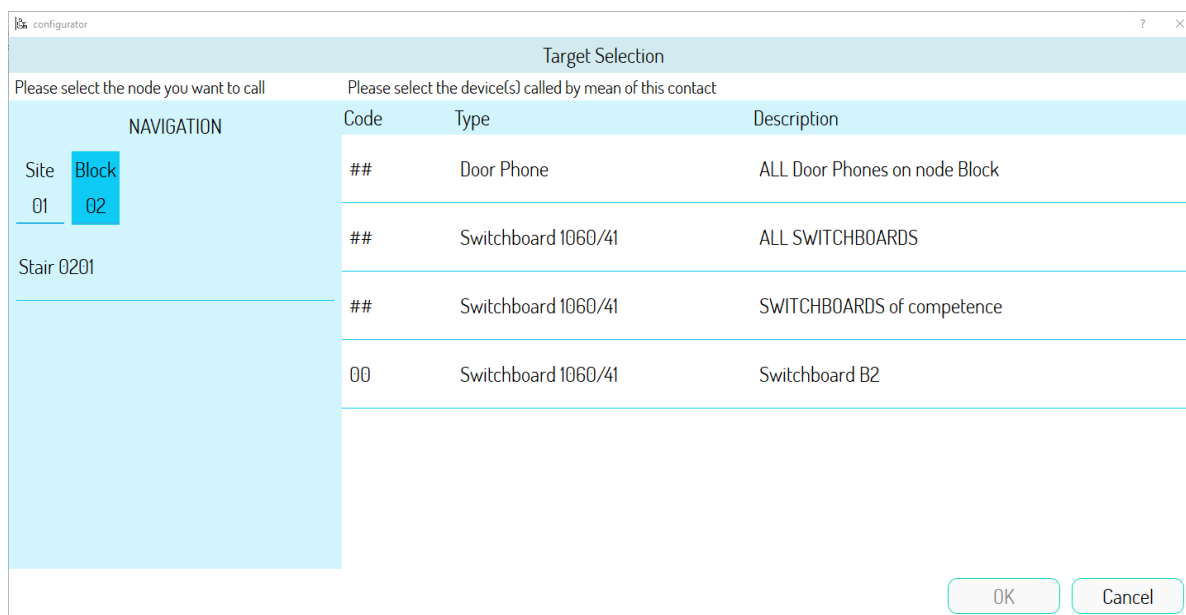 configurator
? ×
Target Selection
Please select the node you want to call
Please select the device(s) called by mean of this contact
NAVIGATION
Site Block
01 02
Stair 0201
Code Type Description
## Door Phone ALL Door Phones on node Block
## Switchboard 1060/41 ALL SWITCHBOARDS
## Switchboard 1060/41 SWITCHBOARDS of competence
00 Switchboard 1060/41 Switchboard B2
OK Cancel